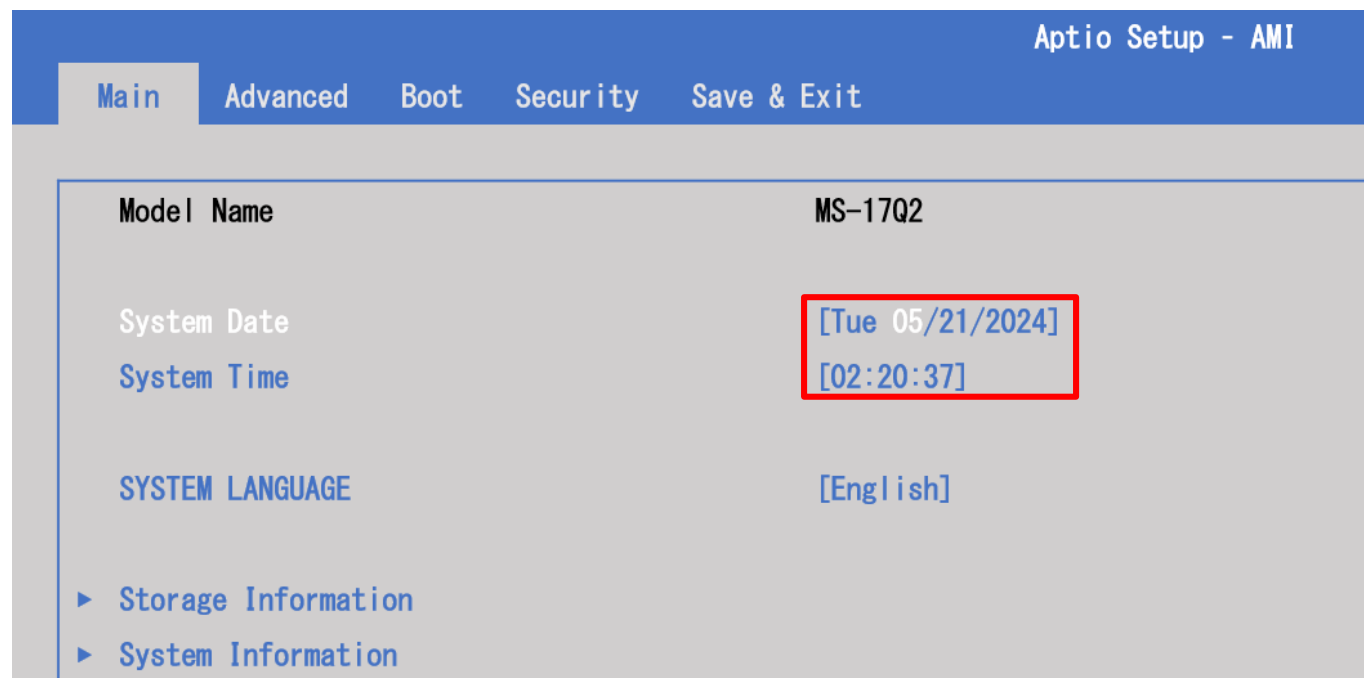 Aptio Setup - AMI
Main Advanced Boot Security Save & Exit
Model Name MS-17Q2
System Date [Tue 05/21/2024]
System Time [02:20:37]
SYSTEM LANGUAGE [English]
► Storage Information
► System Information